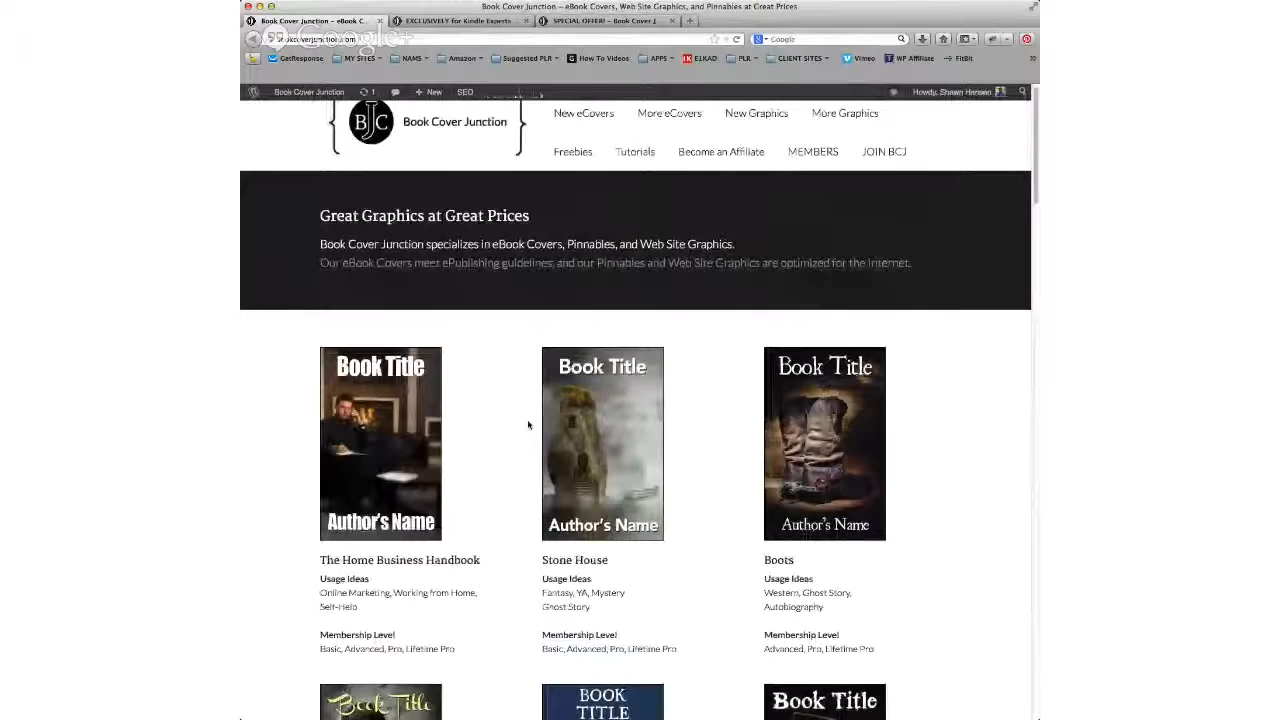 Book Cover Junction – eBook Covers, Web Site Graphics, and Pinnables at Great Prices
Book Cover Junction – eBook C...
EXCLUSIVELY for Kindle Experts...
SPECIAL OFFER! – Book Cover J...
Google+
Google
GetResponse
MY SITES
NAMS
Amazon
Suggested PLR
How To Videos
APPS
E1KAD
PLR
CLIENT SITES
Vimeo
WP Affiliate
FitBit
Book Cover Junction
1
+ New
SEO
Howdy, Shawn Hansen
BJC
Book Cover Junction
New eCovers
More eCovers
New Graphics
More Graphics
Freebies
Tutorials
Become an Affiliate
MEMBERS
JOIN BCJ
Great Graphics at Great Prices
Book Cover Junction specializes in eBook Covers, Pinnables, and Web Site Graphics.
Our eBook Covers meet ePublishing guidelines, and our Pinnables and Web Site Graphics are optimized for the Internet.
Book Title
Author's Name
Book Title
Author's Name
Book Title
Author's Name
The Home Business Handbook
Usage Ideas
Online Marketing, Working from Home,
Self-Help
Membership Level
Basic, Advanced, Pro, Lifetime Pro
Stone House
Usage Ideas
Fantasy, YA, Mystery
Ghost Story
Membership Level
Basic, Advanced, Pro, Lifetime Pro
Boots
Usage Ideas
Western, Ghost Story,
Autobiography
Membership Level
Advanced, Pro, Lifetime Pro
Book Title
BOOK
TITLE
Book Title